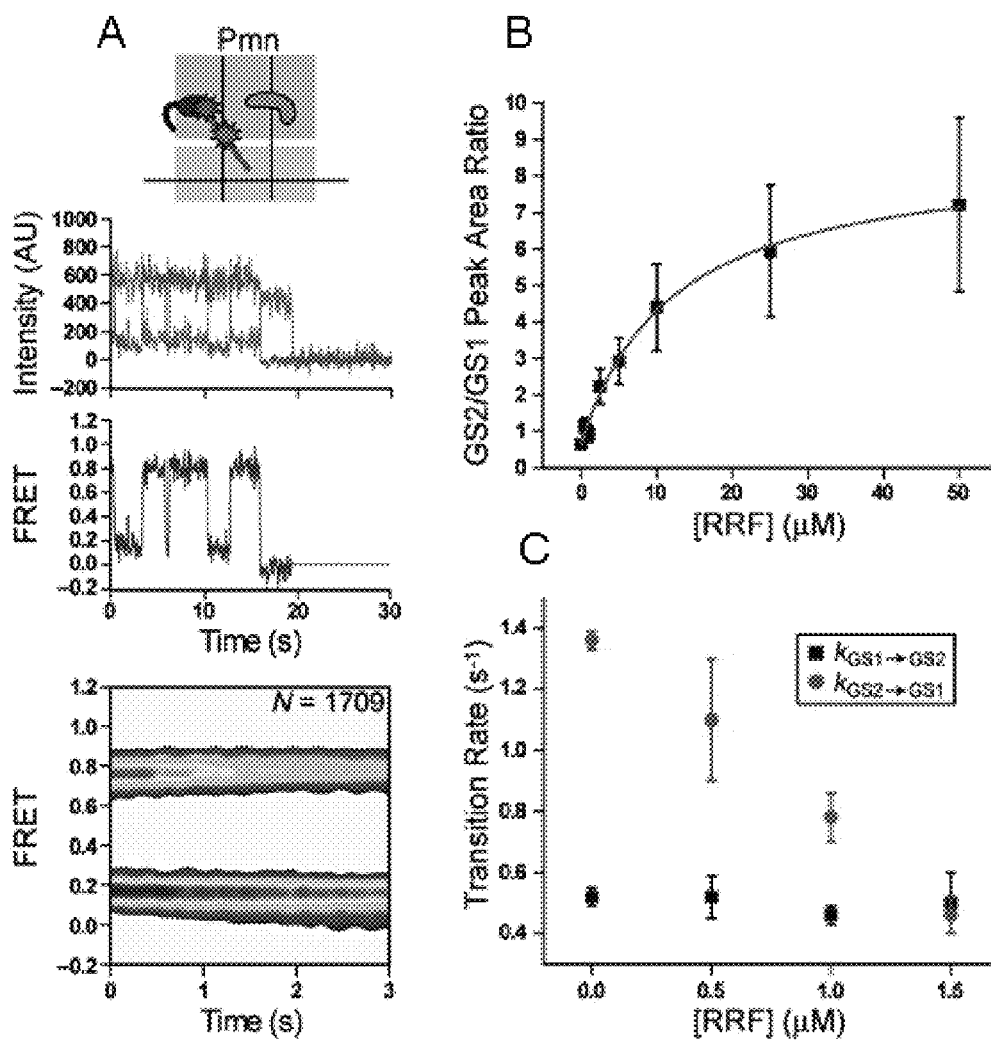 A
Pmn
Intensity (AU)
1000
800
600
400
200
0
–200
FRET
1.2
1.0
0.8
0.6
0.4
0.2
0.0
–0.2
0 10 20 30
Time (s)
FRET
1.2
1.0
0.8
0.6
0.4
0.2
0.0
–0.2
N = 1709
0 1 2 3
Time (s)
B
GS2/GS1 Peak Area Ratio
10
9
8
7
6
5
4
3
2
1
0
0 10 20 30 40 50
[RRF] (μM)
C
Transition Rate (s⁻¹)
1.4
1.2
1.0
0.8
0.6
0.4
kGS1→GS2
kGS2→GS1
0.0 0.5 1.0 1.5
[RRF] (μM)